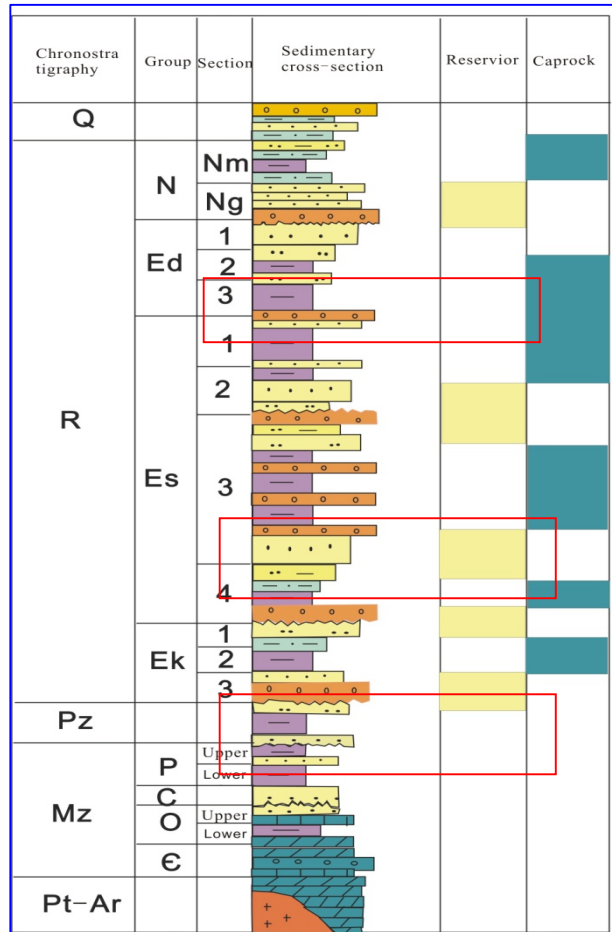 Chronostra
tigraphy
Group
Section
Sedimentary
cross-section
Reservior
Caprock
Q
R
Pz
Mz
Pt-Ar
N
Ed
Es
Ek
P
C
O
Є
Nm
Ng
1
2
3
1
2
3
4
1
2
3
Upper
Lower
Upper
Lower